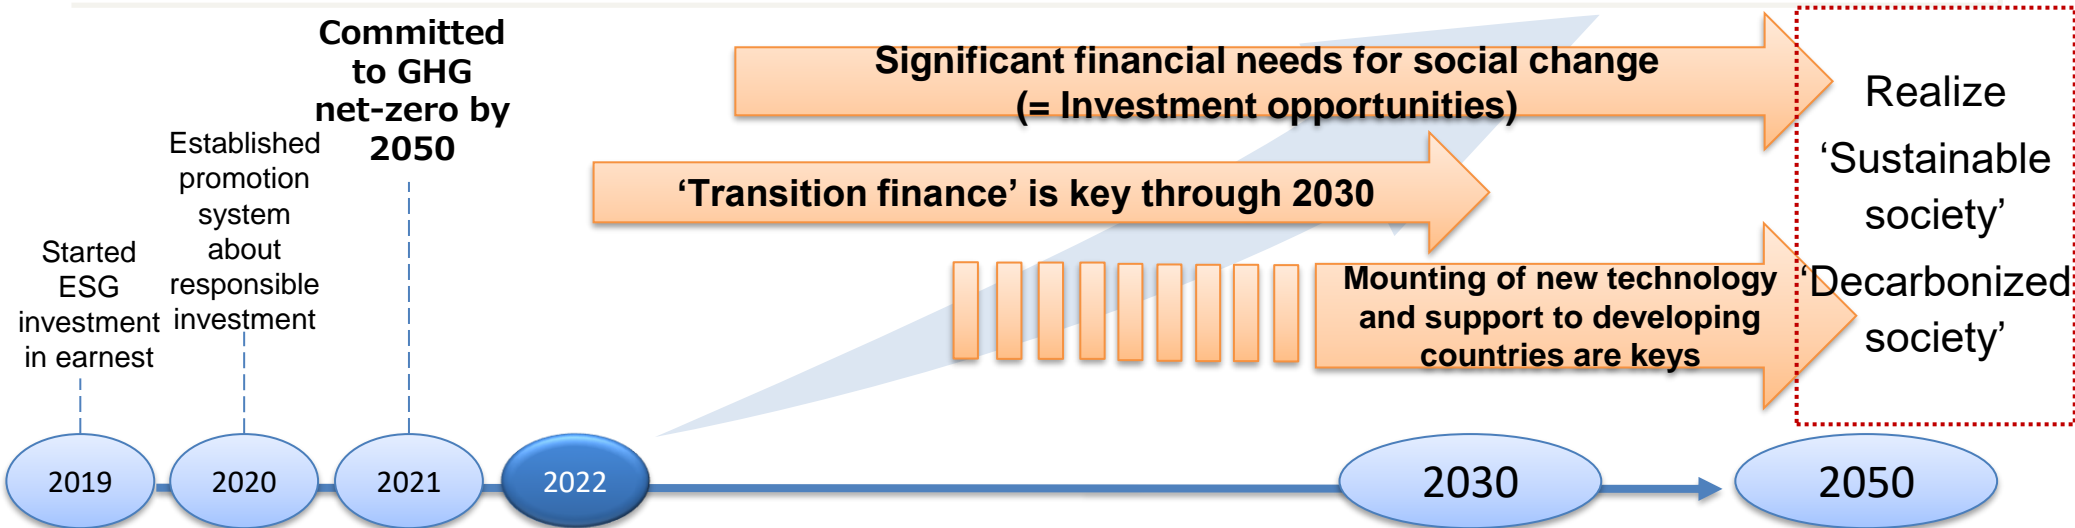 Started
ESG
investment
in earnest
Established
promotion
system
about
responsible
investment
Committed
to GHG
net-zero by
2050
Significant financial needs for social change
(= Investment opportunities)
‘Transition finance’ is key through 2030
Mounting of new technology
and support to developing
countries are keys
Realize
‘Sustainable
society’
‘Decarbonized
society’
2019
2020
2021
2022
2030
2050